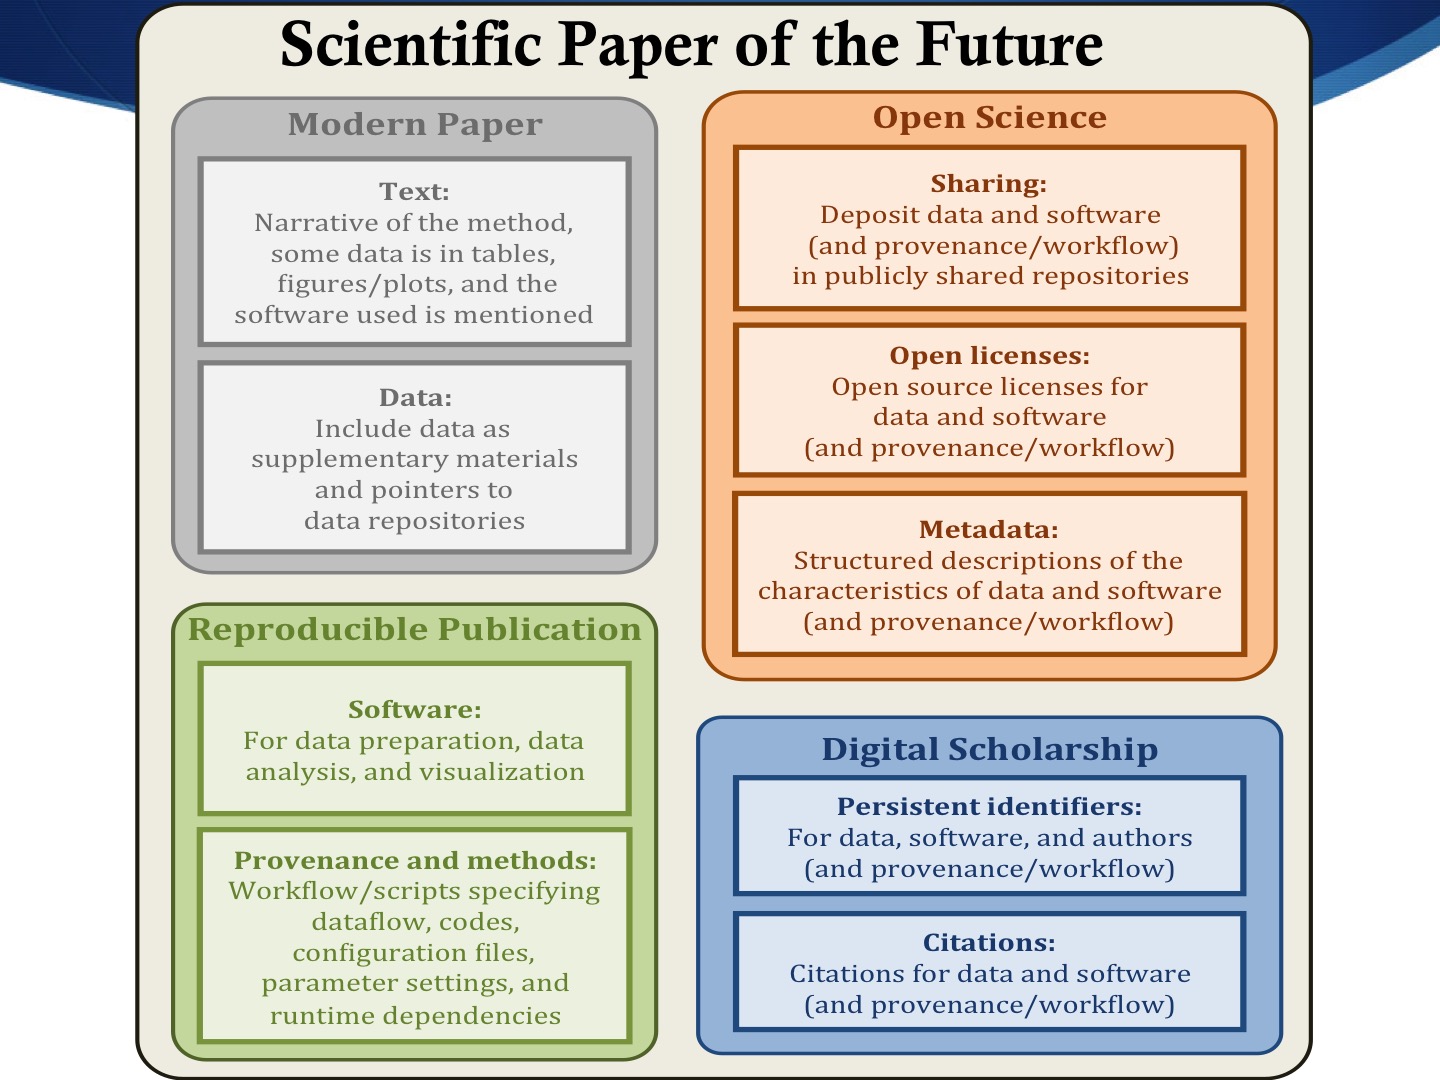 Scientific Paper of the Future
Modern Paper
Text:
Narrative of the method,
some data is in tables,
figures/plots, and the
software used is mentioned
Data:
Include data as
supplementary materials
and pointers to
data repositories
Reproducible Publication
Software:
For data preparation, data
analysis, and visualization
Provenance and methods:
Workflow/scripts specifying
dataflow, codes,
configuration files,
parameter settings, and
runtime dependencies
Open Science
Sharing:
Deposit data and software
(and provenance/workflow)
in publicly shared repositories
Open licenses:
Open source licenses for
data and software
(and provenance/workflow)
Metadata:
Structured descriptions of the
characteristics of data and software
(and provenance/workflow)
Digital Scholarship
Persistent identifiers:
For data, software, and authors
(and provenance/workflow)
Citations:
Citations for data and software
(and provenance/workflow)